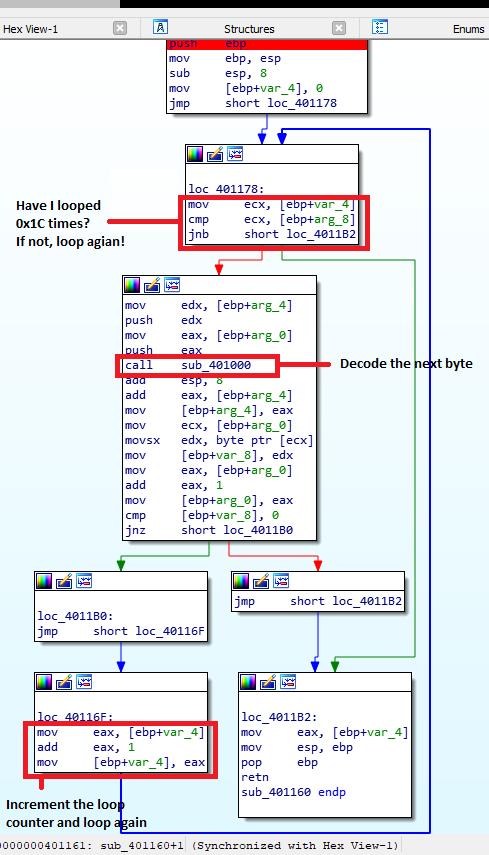 Hex View-1 Structures Enums
push ebp
mov ebp, esp
sub esp, 8
mov [ebp+var_4], 0
jmp short loc_401178
loc_401178:
mov ecx, [ebp+var_4]
cmp ecx, [ebp+arg_8]
jnb short loc_4011B2
Have I looped
0x1C times?
If not, loop agian!
mov edx, [ebp+arg_4]
push edx
mov eax, [ebp+arg_0]
push eax
call sub_401000
add esp, 8
add eax, [ebp+arg_4]
mov [ebp+arg_4], eax
mov ecx, [ebp+arg_0]
movsx edx, byte ptr [ecx]
mov [ebp+var_8], edx
mov eax, [ebp+arg_0]
add eax, 1
mov [ebp+arg_0], eax
cmp [ebp+var_8], 0
jnz short loc_4011B0
Decode the next byte
loc_4011B0:
jmp short loc_40116F
jmp short loc_4011B2
loc_40116F:
mov eax, [ebp+var_4]
add eax, 1
mov [ebp+var_4], eax
loc_4011B2:
mov eax, [ebp+var_4]
mov esp, ebp
pop ebp
retn
sub_401160 endp
Increment the loop
counter and loop again
0000000401161: sub_401160+1 (Synchronized with Hex View-1)